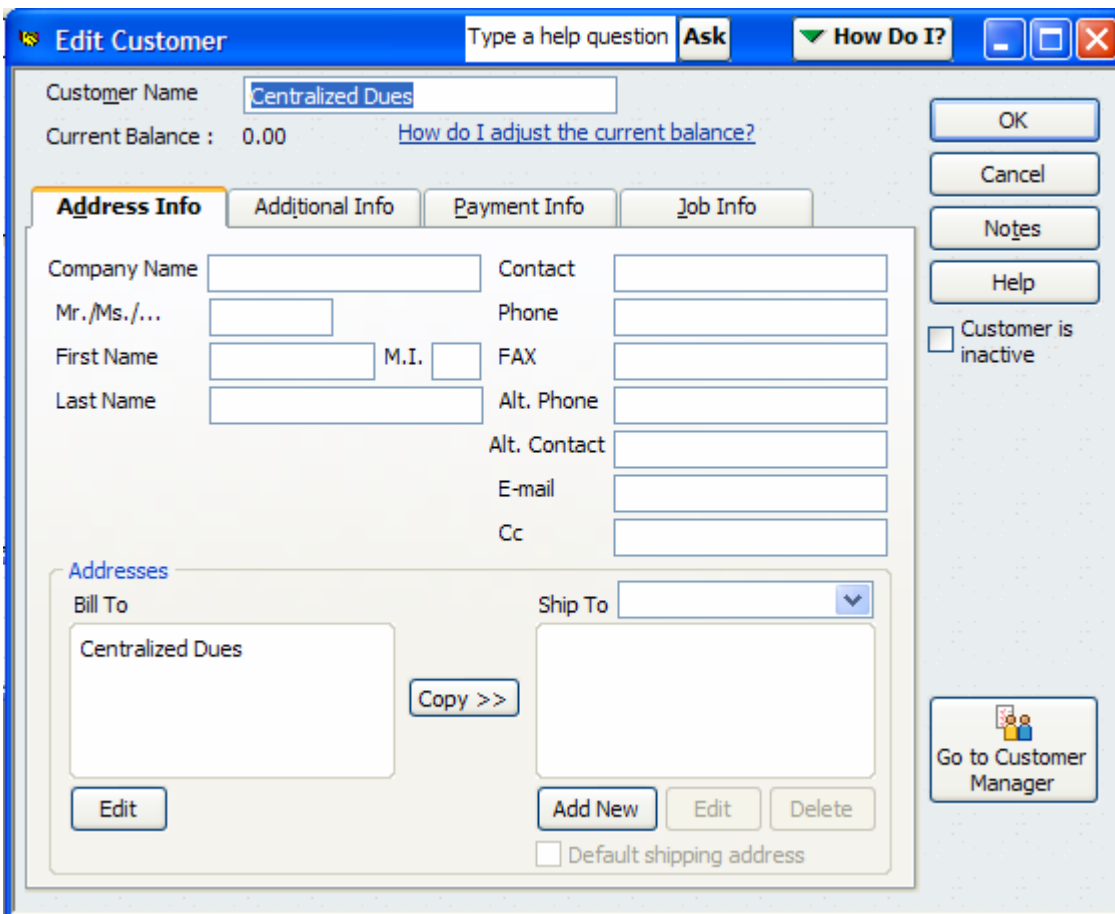 Edit Customer
Type a help question
Ask
How Do I?
Customer Name
Centralized Dues
Current Balance :
0.00
How do I adjust the current balance?
OK
Cancel
Notes
Help
Customer is
inactive
Address Info
Additional Info
Payment Info
Job Info
Company Name
Contact
Mr./Ms./...
Phone
First Name
M.I.
FAX
Last Name
Alt. Phone
Alt. Contact
E-mail
Cc
Addresses
Bill To
Ship To
Centralized Dues
Copy >>
Go to Customer
Manager
Edit
Add New
Edit
Delete
Default shipping address